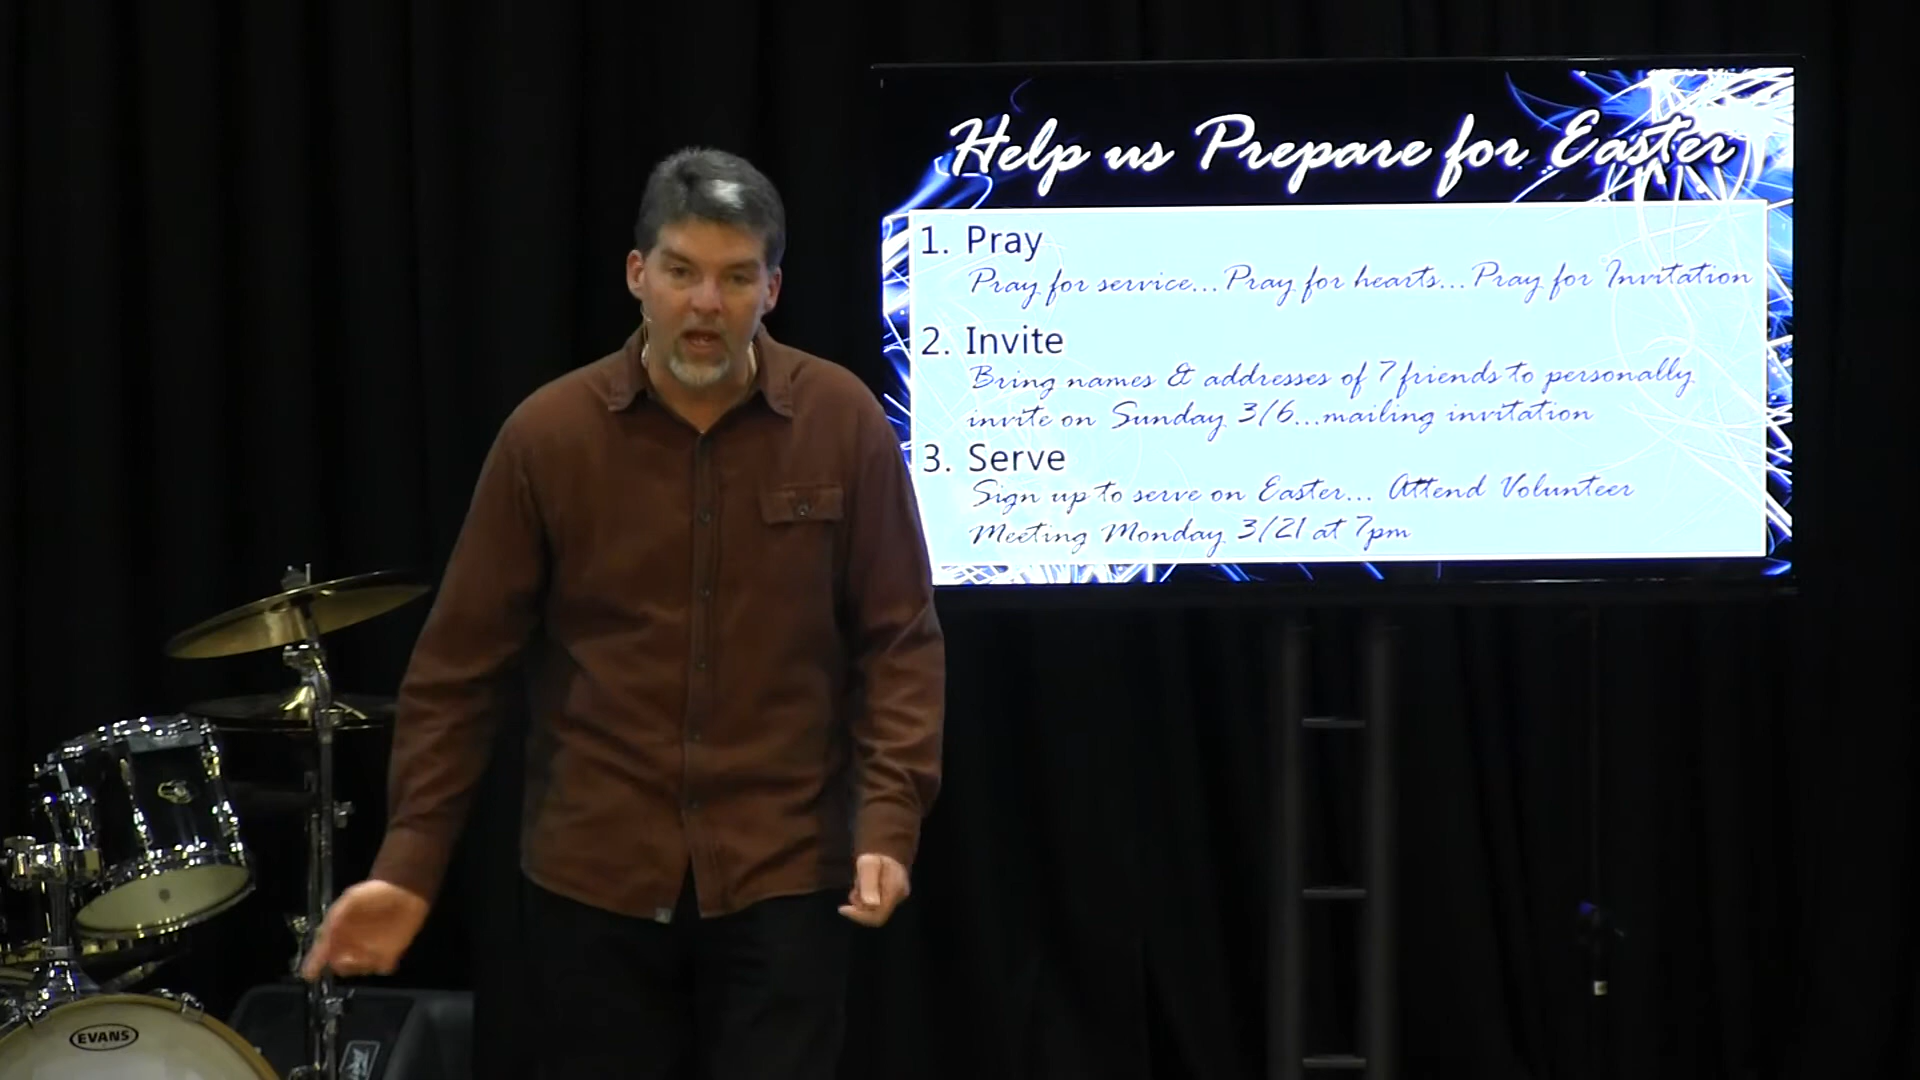 Help us Prepare for Easter
1. Pray
Pray for service...Pray for hearts...Pray for Invitation
2. Invite
Bring names & addresses of 7 friends to personally
invite on Sunday 3/6...mailing invitation
3. Serve
Sign up to serve on Easter... Attend Volunteer
Meeting Monday 3/21 at 7pm
EVANS